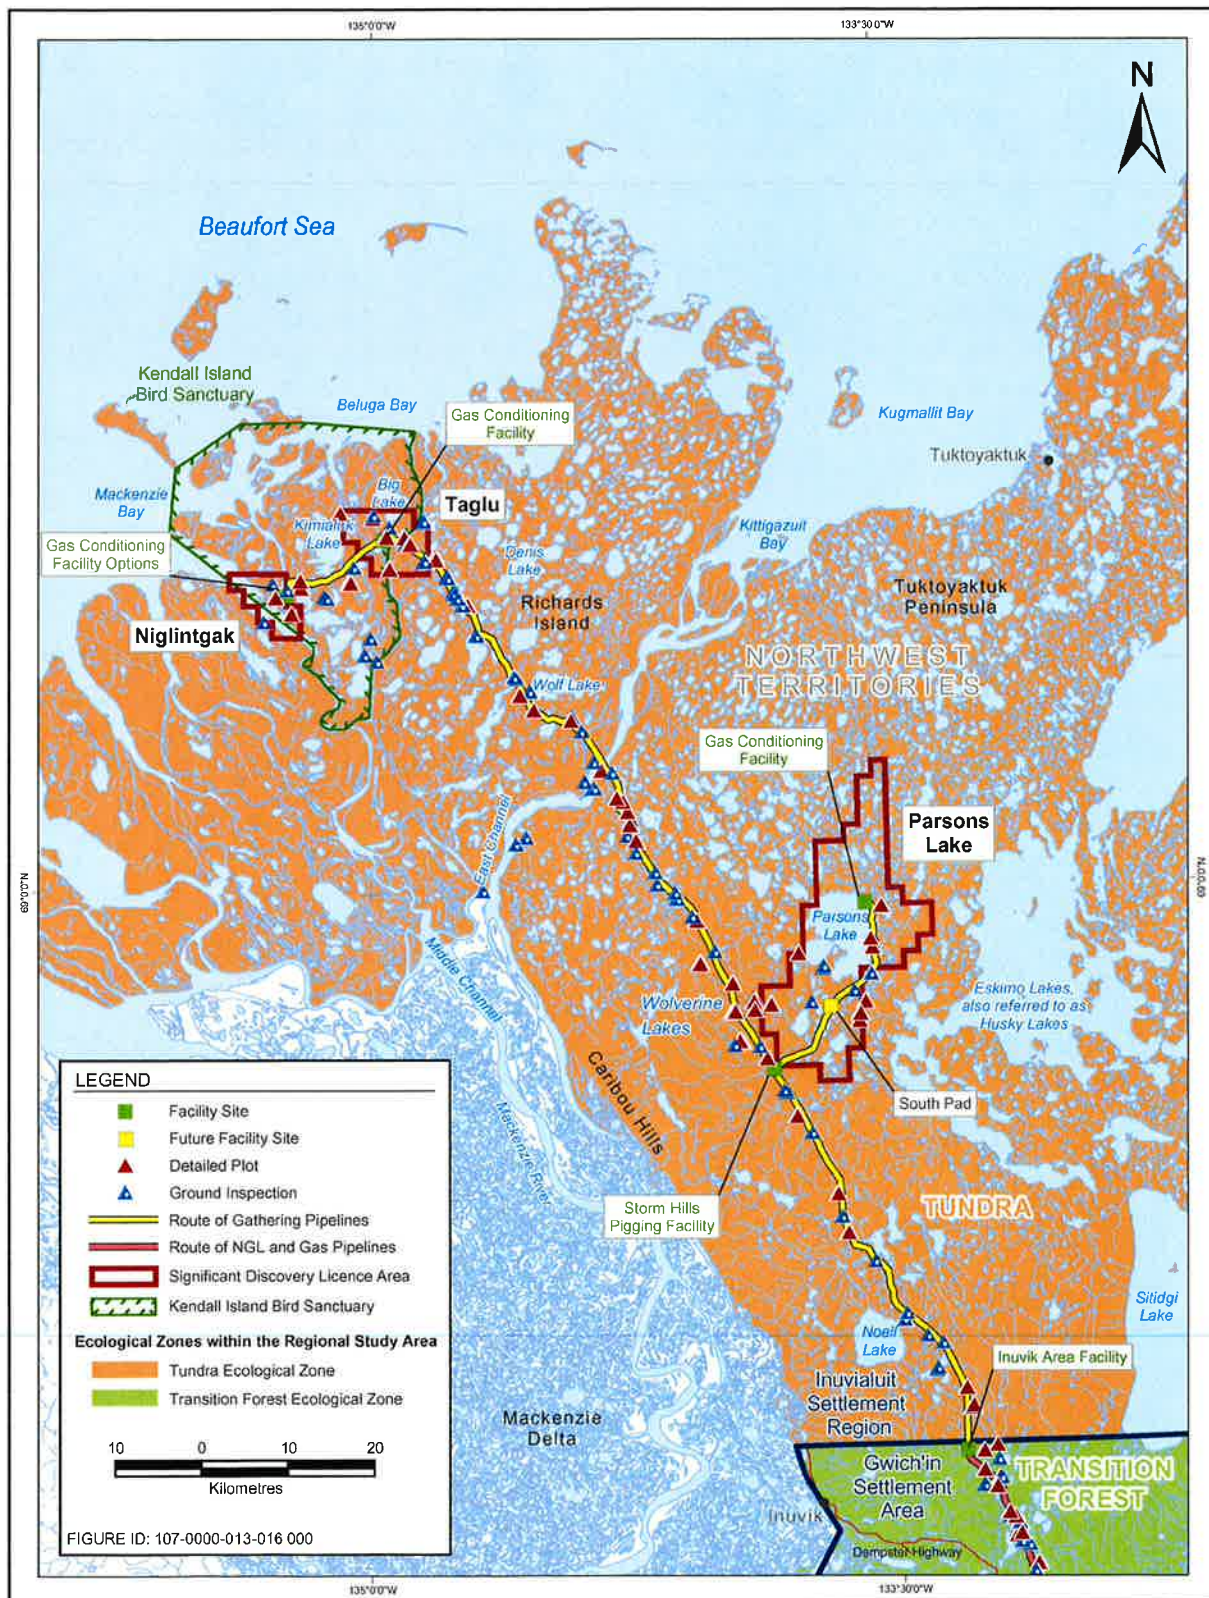 135°0'0"W
133°30'0"W
N
Beaufort Sea
Kendall Island
Bird Sanctuary
Beluga Bay
Gas Conditioning
Facility
Kugmallit Bay
Tuktoyaktuk
Mackenzie
Bay
Big
Lake
Taglu
Kimialuk
Lake
Kittigazuit
Bay
Gas Conditioning
Facility Options
Denis
Lake
Richards
Island
Tuktoyaktuk
Peninsula
Niglintgak
NORTHWEST
TERRITORIES
Wolf Lake
Gas Conditioning
Facility
East Channel
Parsons
Lake
69°0'0"N
69°0'0"N
Parsons
Lake
Middle Channel
Wolverine
Lakes
Eskimo Lakes,
also referred to as
Husky Lakes
Caribou Hills
South Pad
Mackenzie River
Storm Hills
Pigging Facility
TUNDRA
Sitidgi
Lake
Noell
Lake
Inuvik Area Facility
Inuvialuit
Settlement
Region
Mackenzie
Delta
Gwich'in
Settlement
Area
TRANSITION
FOREST
Inuvik
Dempster Highway
LEGEND
Facility Site
Future Facility Site
Detailed Plot
Ground Inspection
Route of Gathering Pipelines
Route of NGL and Gas Pipelines
Significant Discovery Licence Area
Kendall Island Bird Sanctuary
Ecological Zones within the Regional Study Area
Tundra Ecological Zone
Transition Forest Ecological Zone
10 0 10 20
Kilometres
FIGURE ID: 107-0000-013-016 000
135°0'0"W
133°30'0"W